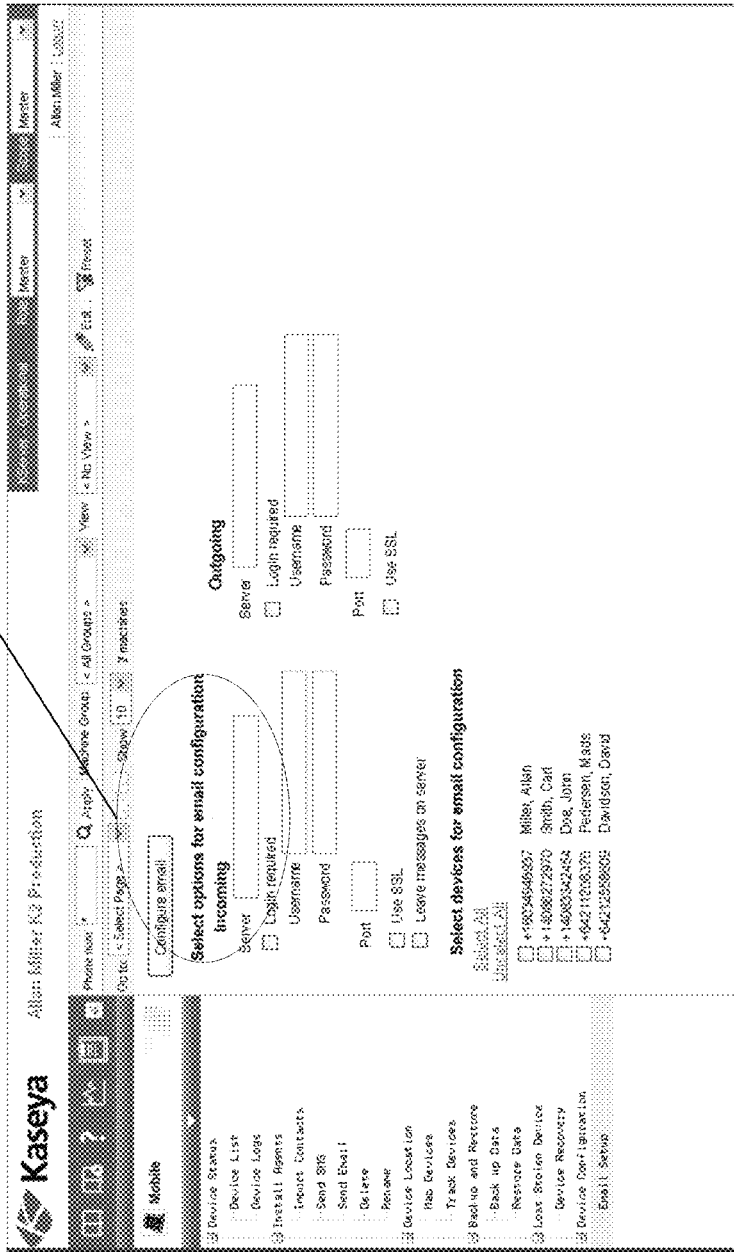 Kaseya
Allan Miller K2 Production
Master
Master
Allan Miller | Logoff
Apply Machine Group < All Groups > View < No View > Edit... Reset
Go to: < Select Page > Show 10 7 machines
Mobile
Device Status
Device List
Device Logs
Install Agents
Import Contacts
Send SMS
Send Email
Delete
Rename
Device Location
Map Devices
Track Devices
Backup and Restore
Back up Data
Restore Data
Lost Stolen Device
Device Recovery
Device Configuration
Email Setup
Configure email
Select options for email configuration
Incoming
Server
Login required
Username
Password
Port
Use SSL
Leave messages on server
Outgoing
Server
Login required
Username
Password
Port
Use SSL
Select devices for email configuration
Select All
Unselect All
Miller, Allan
Smith, Carl
Doe, John
Pedersen, Mads
Davidson, David